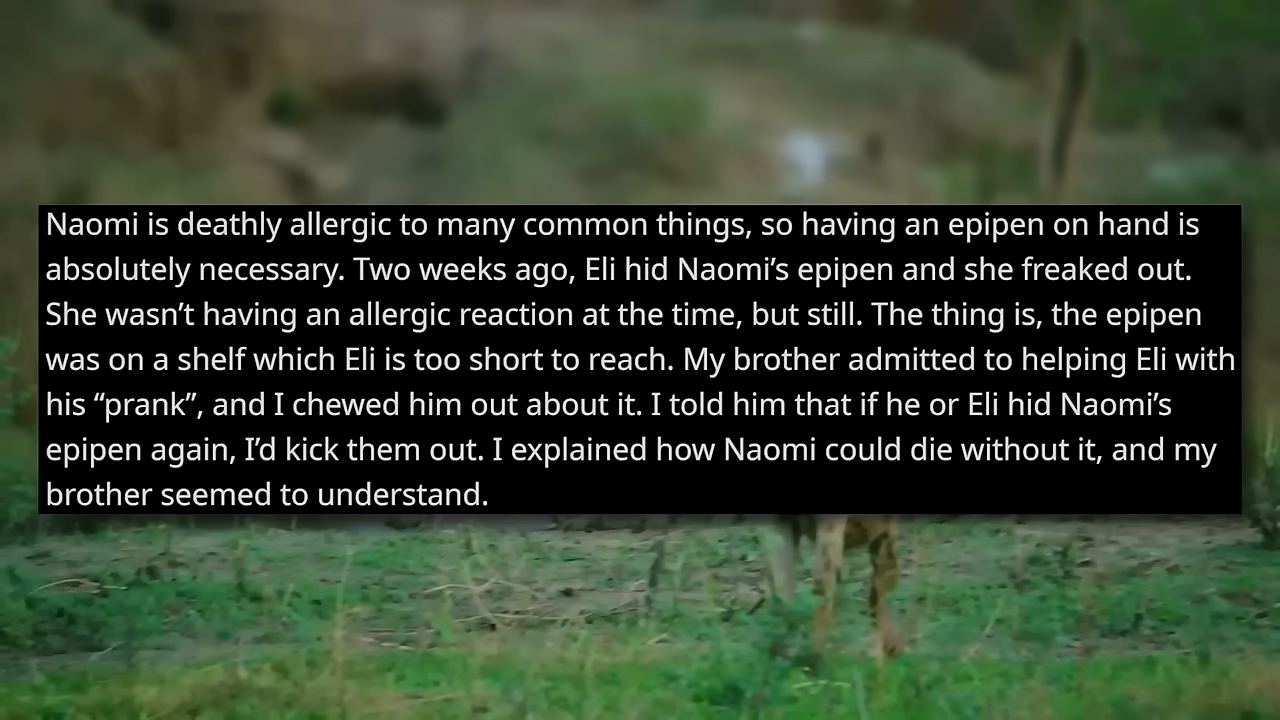 Naomi is deathly allergic to many common things, so having an epipen on hand is
absolutely necessary. Two weeks ago, Eli hid Naomi’s epipen and she freaked out.
She wasn’t having an allergic reaction at the time, but still. The thing is, the epipen
was on a shelf which Eli is too short to reach. My brother admitted to helping Eli with
his “prank”, and I chewed him out about it. I told him that if he or Eli hid Naomi’s
epipen again, I’d kick them out. I explained how Naomi could die without it, and my
brother seemed to understand.